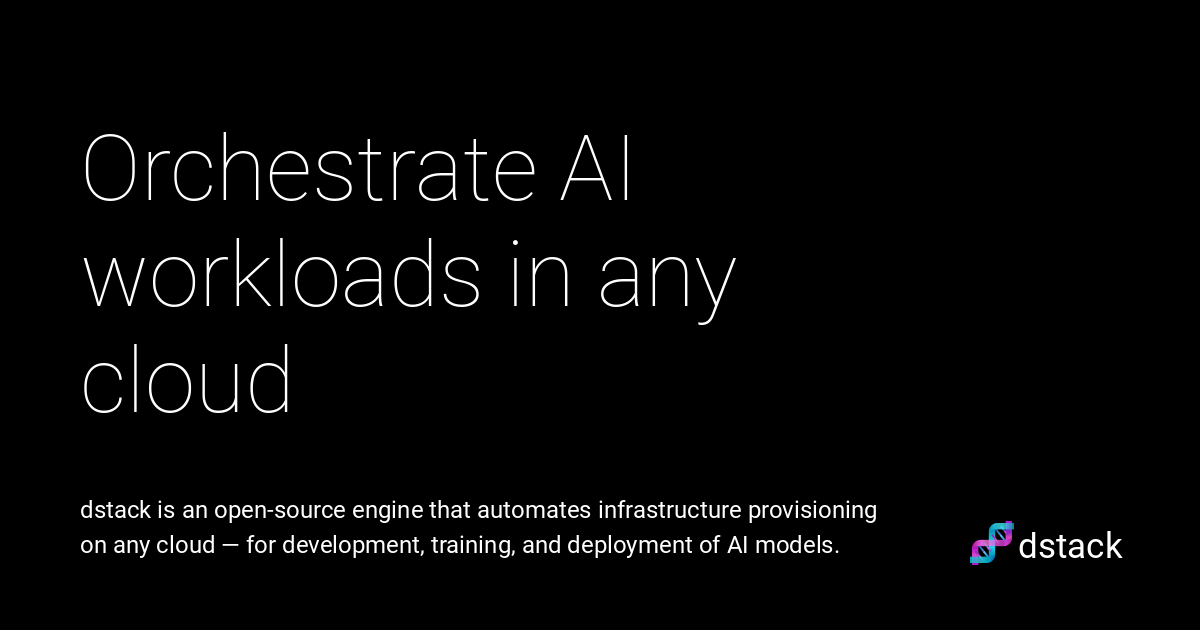 Orchestrate AI
workloads in any
cloud
dstack is an open-source engine that automates infrastructure provisioning
on any cloud — for development, training, and deployment of AI models.
dstack